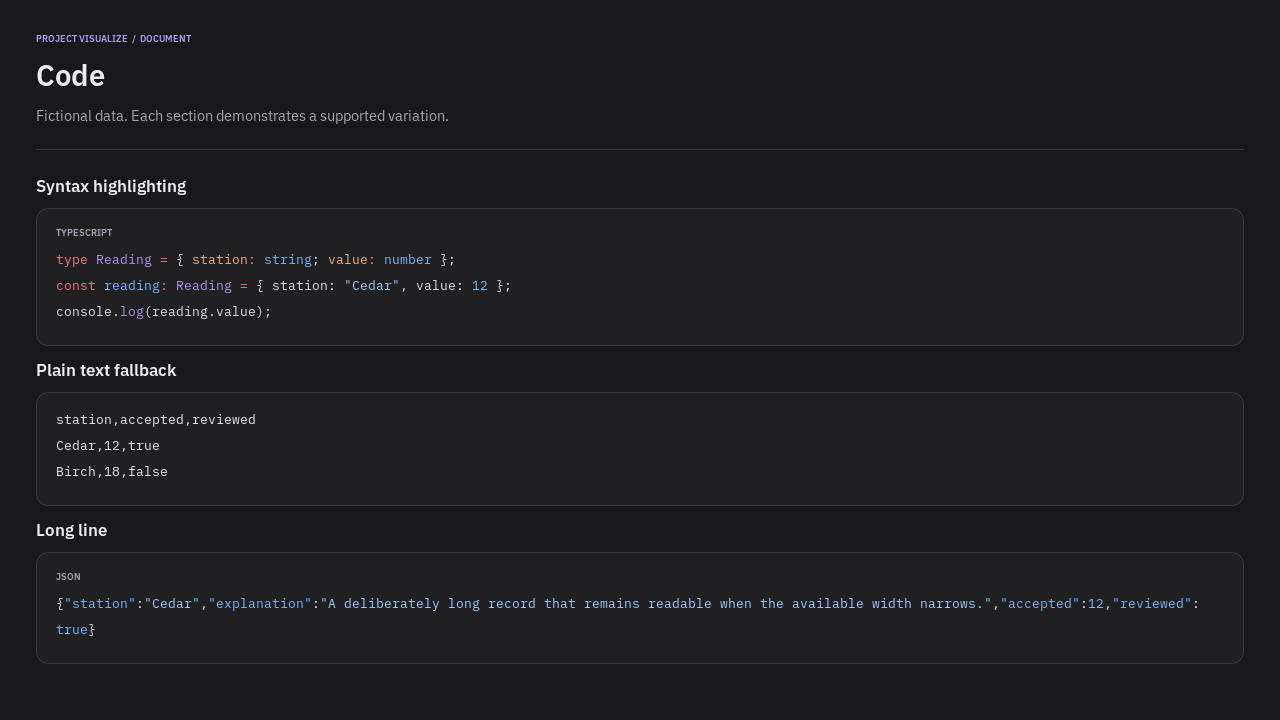 PROJECT VISUALIZE / DOCUMENT
Code
Fictional data. Each section demonstrates a supported variation.
Syntax highlighting
TYPESCRIPT
type Reading = { station: string; value: number };
const reading: Reading = { station: "Cedar", value: 12 };
console.log(reading.value);
Plain text fallback
station,accepted,reviewed
Cedar,12,true
Birch,18,false
Long line
JSON
{"station":"Cedar","explanation":"A deliberately long record that remains readable when the available width narrows.","accepted":12,"reviewed":
true}